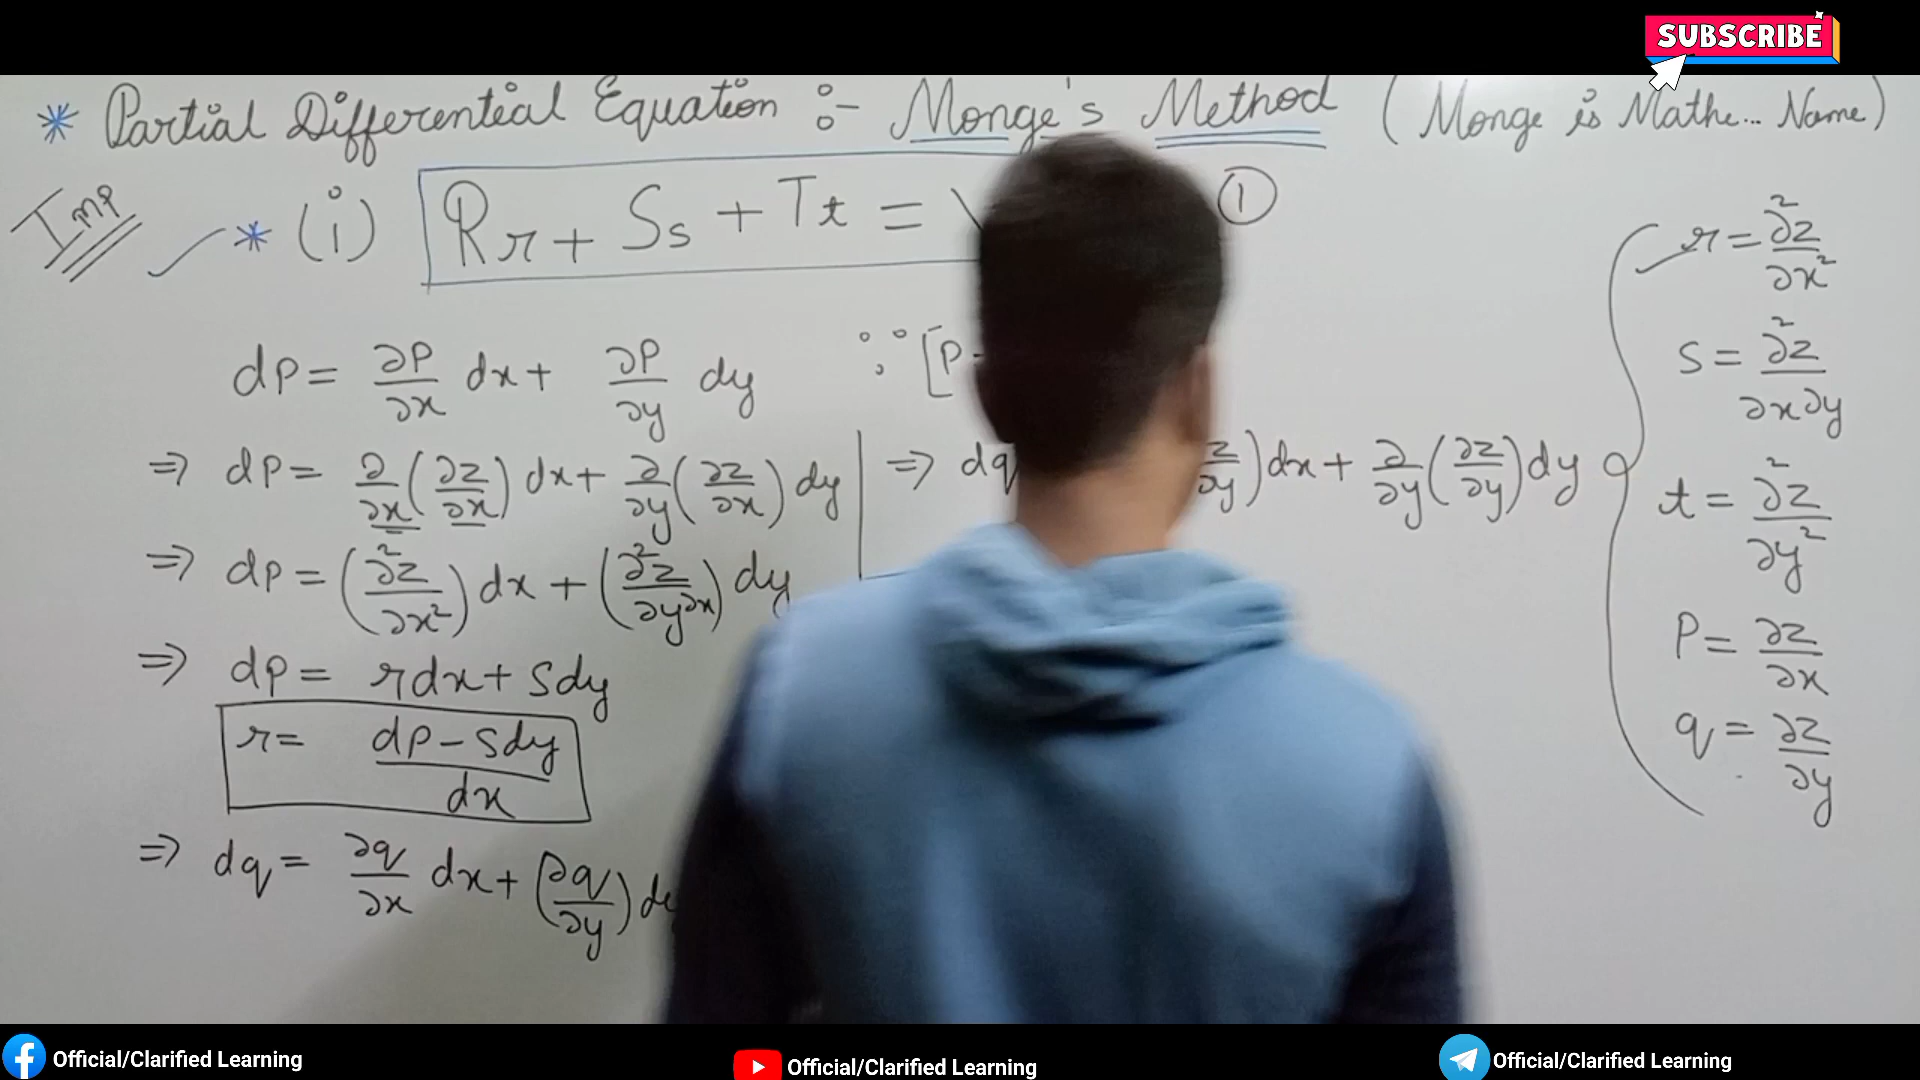 SUBSCRIBE
* Partial Differential Equation :- Monge's Method ( Monge is Mathe... Name)
Imp
* (i) Rr + Ss + Tt = ①
dp = ∂p/∂x dx + ∂p/∂y dy ∵ [p
⇒ dp = ∂/∂x (∂z/∂x) dx + ∂/∂y (∂z/∂x) dy
⇒ dp = (∂²z/∂x²) dx + (∂²z/∂y∂x) dy
⇒ dp = rdx + Sdy
r = dp - Sdy / dx
⇒ dq = ∂q/∂x dx + (∂q/∂y)
⇒ dq z/∂y) dx + ∂/∂y (∂z/∂y) dy
r = ∂²z/∂x²
S = ∂²z/∂x∂y
t = ∂²z/∂y²
P = ∂z/∂x
q = ∂z/∂y
Official/Clarified Learning
Official/Clarified Learning
Official/Clarified Learning